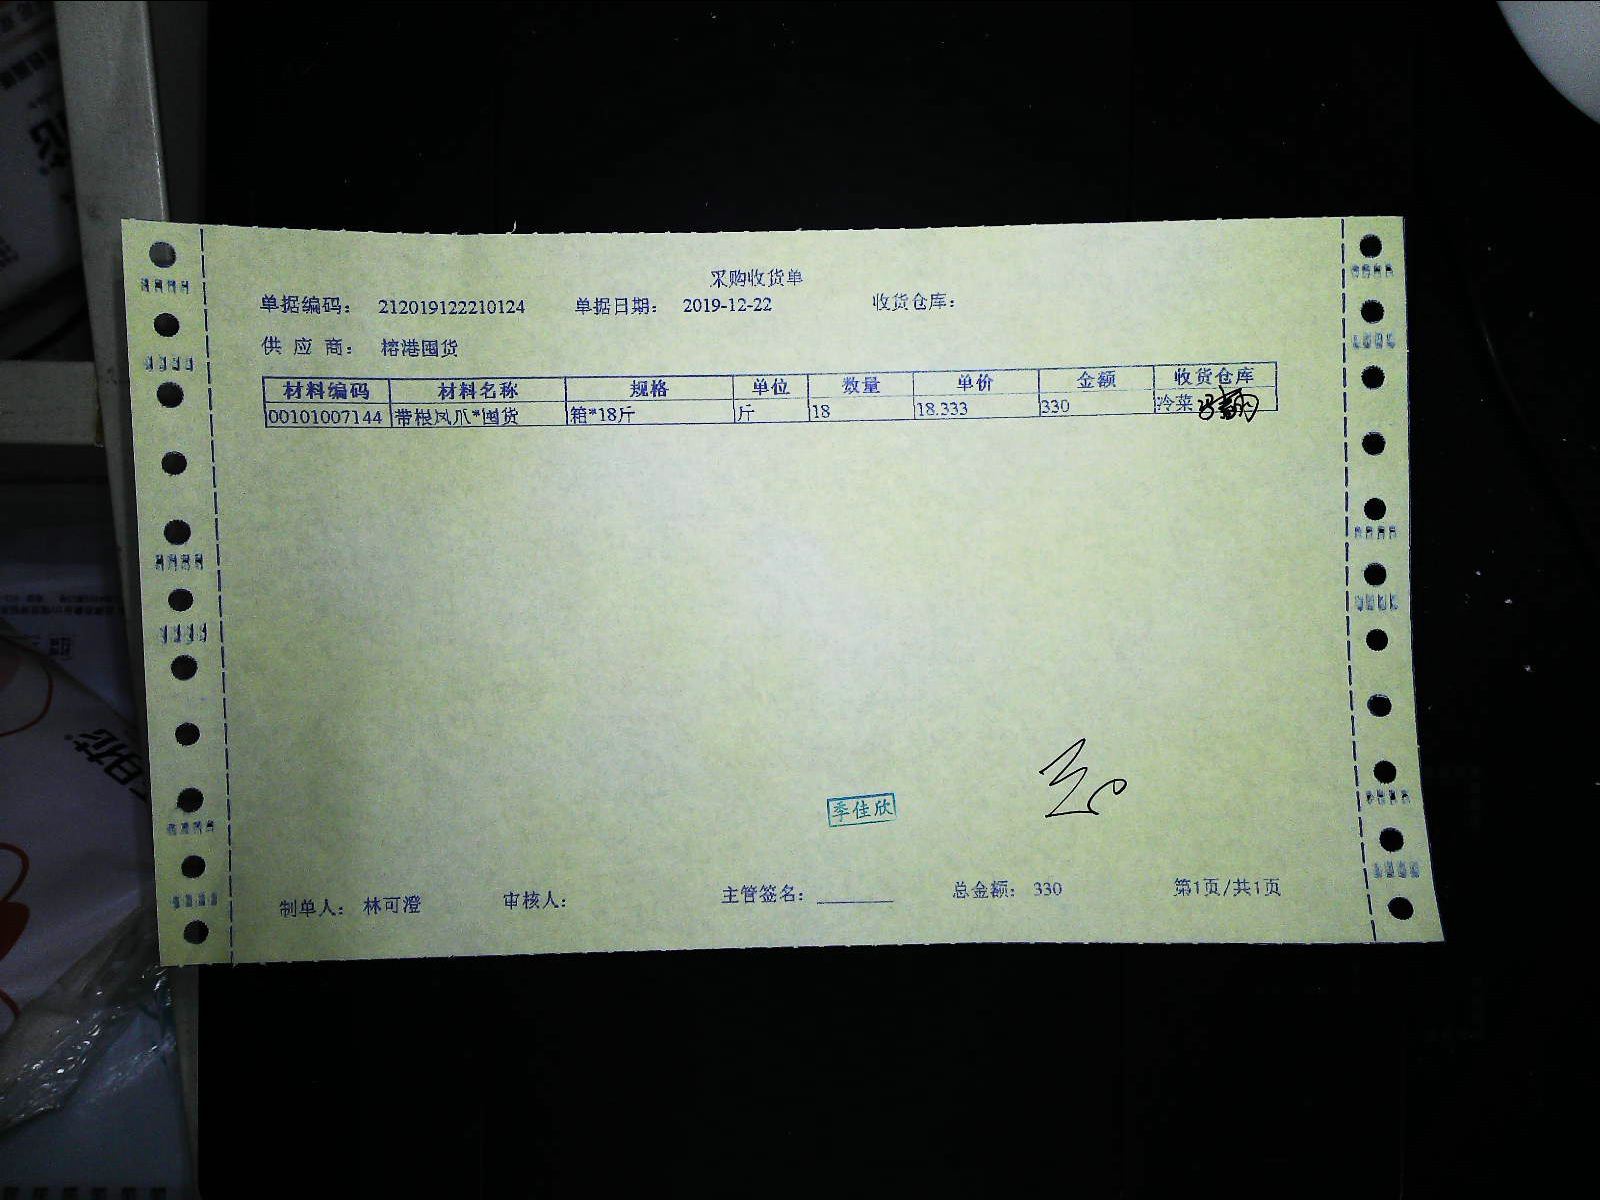 采购收货单
单据编码： 212019122210124 单据日期： 2019-12-22 收货仓库：
供 应 商： 榕港囤货
材料编码 材料名称 规格 单位 数量 单价 金额 收货仓库
00101007144 带根凤爪*囤货 箱*18斤 斤 18 18.333 330 冷菜
季佳欣
制单人： 林可澄 审核人： 主管签名： 总金额： 330 第1页/共1页